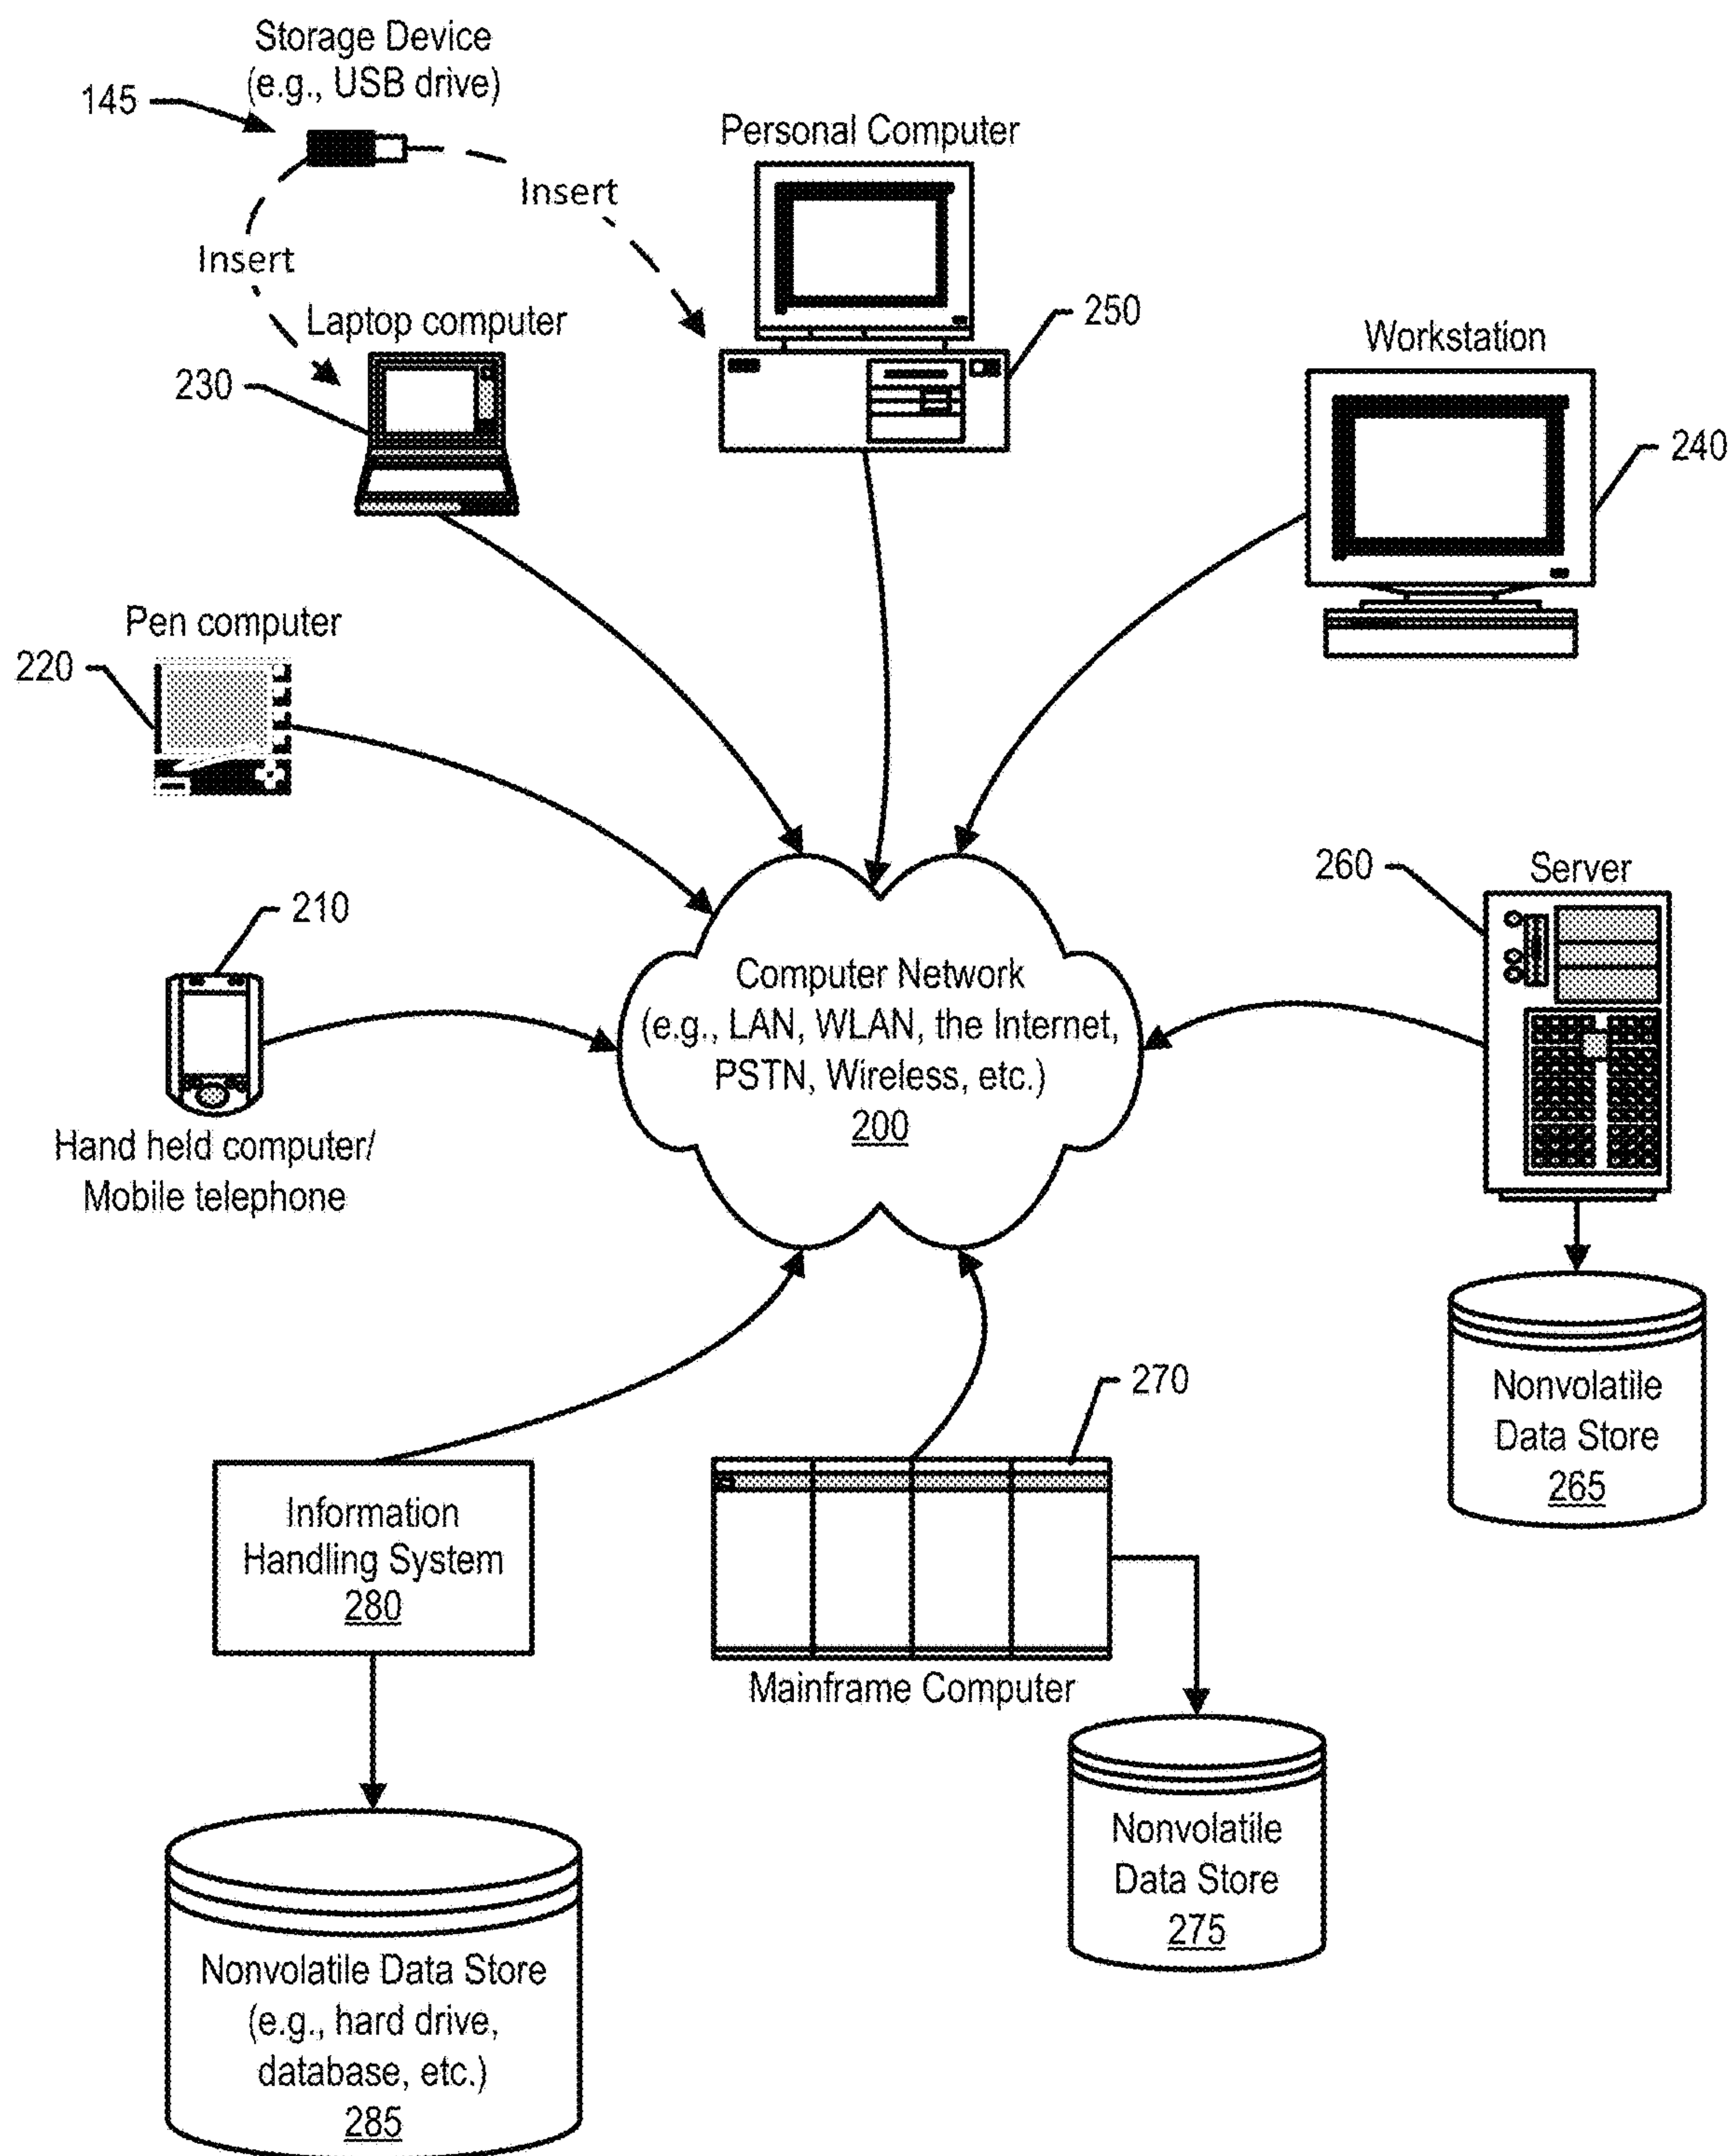 Storage Device
(e.g., USB drive)
145
Personal Computer
Insert
Insert
Laptop computer
250
Workstation
230
240
Pen computer
220
260
Server
210
Computer Network
(e.g., LAN, WLAN, the Internet,
PSTN, Wireless, etc.)
200
Hand held computer/
Mobile telephone
270
Nonvolatile
Data Store
265
Information
Handling System
280
Mainframe Computer
Nonvolatile
Data Store
275
Nonvolatile Data Store
(e.g., hard drive,
database, etc.)
285